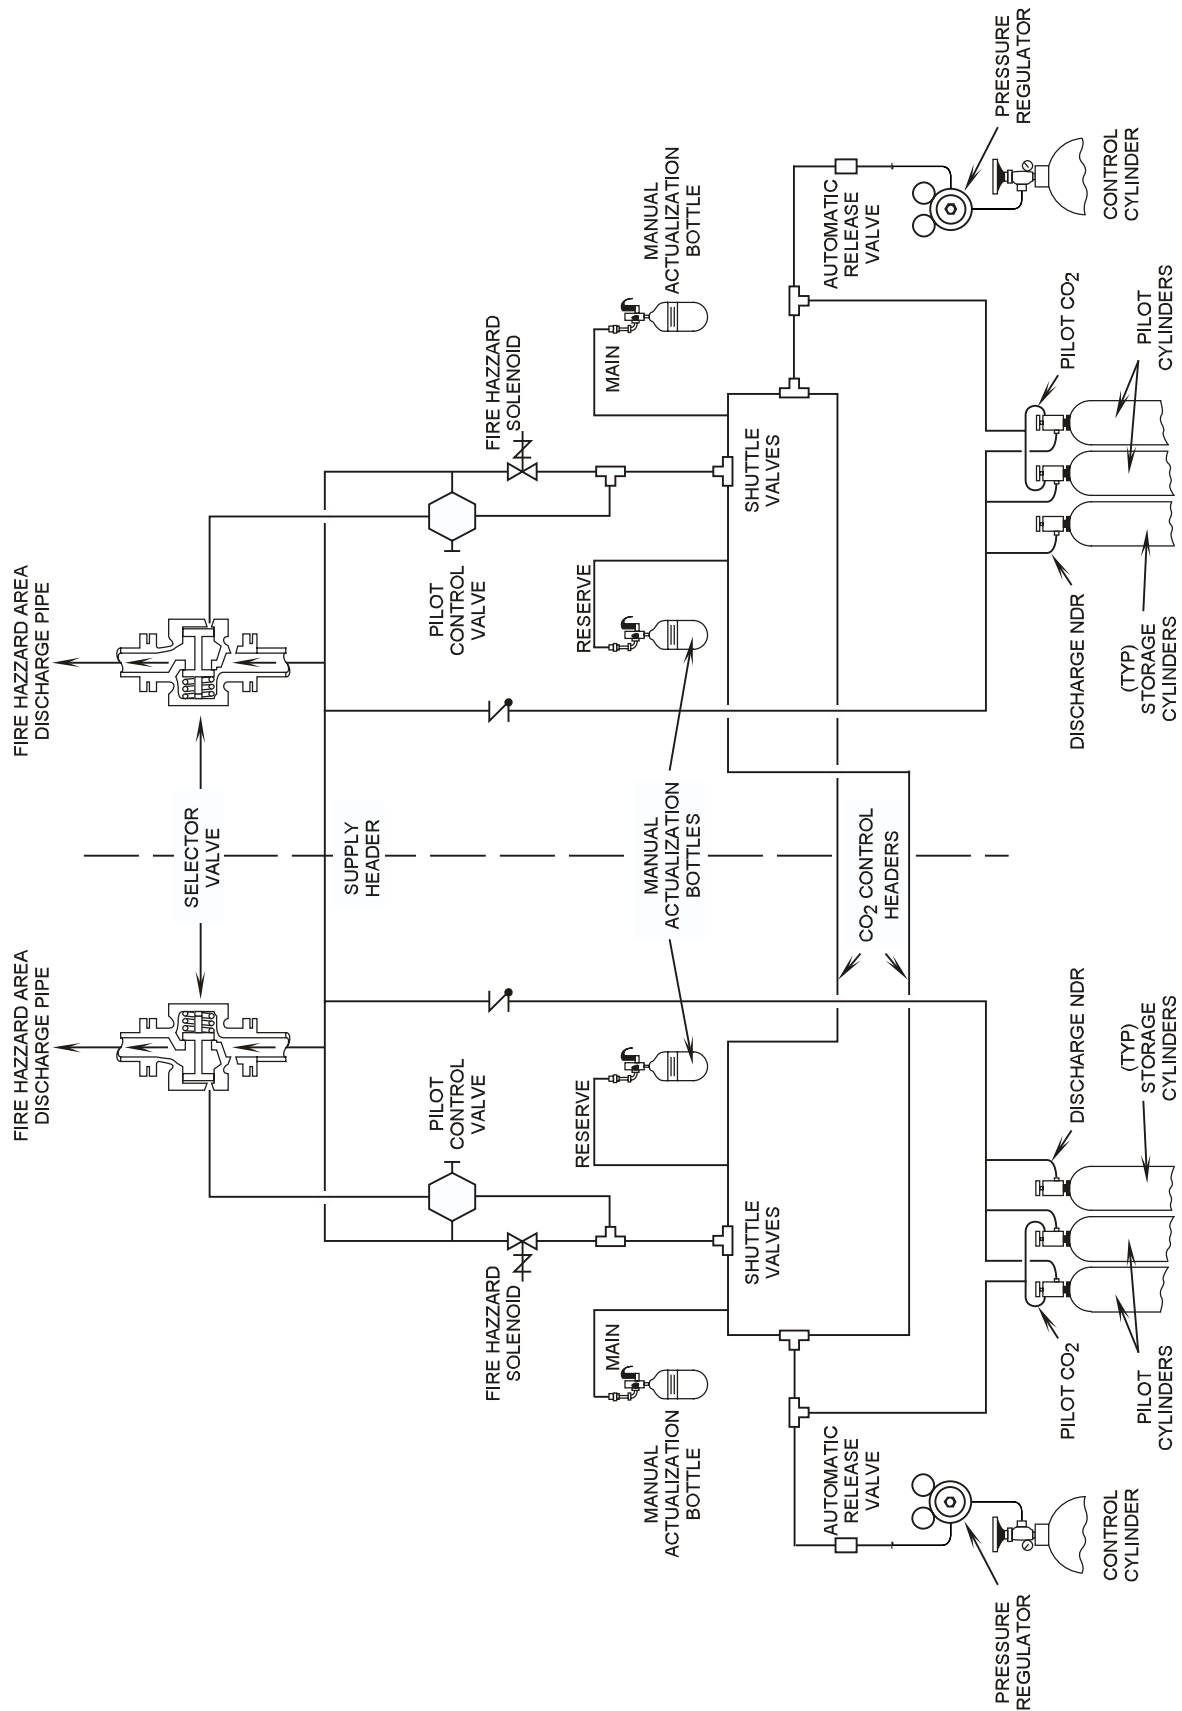 FIRE HAZZARD AREA
DISCHARGE PIPE
FIRE HAZZARD AREA
DISCHARGE PIPE
SELECTOR
VALVE
SUPPLY
HEADER
PILOT
CONTROL
VALVE
PILOT
CONTROL
VALVE
FIRE HAZZARD
SOLENOID
FIRE HAZZARD
SOLENOID
MAIN
RESERVE
RESERVE
MAIN
MANUAL
ACTUALIZATION
BOTTLE
MANUAL
ACTUALIZATION
BOTTLES
MANUAL
ACTUALIZATION
BOTTLE
SHUTTLE
VALVES
SHUTTLE
VALVES
AUTOMATIC
RELEASE
VALVE
CO2 CONTROL
HEADERS
AUTOMATIC
RELEASE
VALVE
PRESSURE
REGULATOR
PILOT CO2
DISCHARGE NDR
DISCHARGE NDR
PILOT CO2
PRESSURE
REGULATOR
CONTROL
CYLINDER
PILOT
CYLINDERS
(TYP)
STORAGE
CYLINDERS
(TYP)
STORAGE
CYLINDERS
PILOT
CYLINDERS
CONTROL
CYLINDER